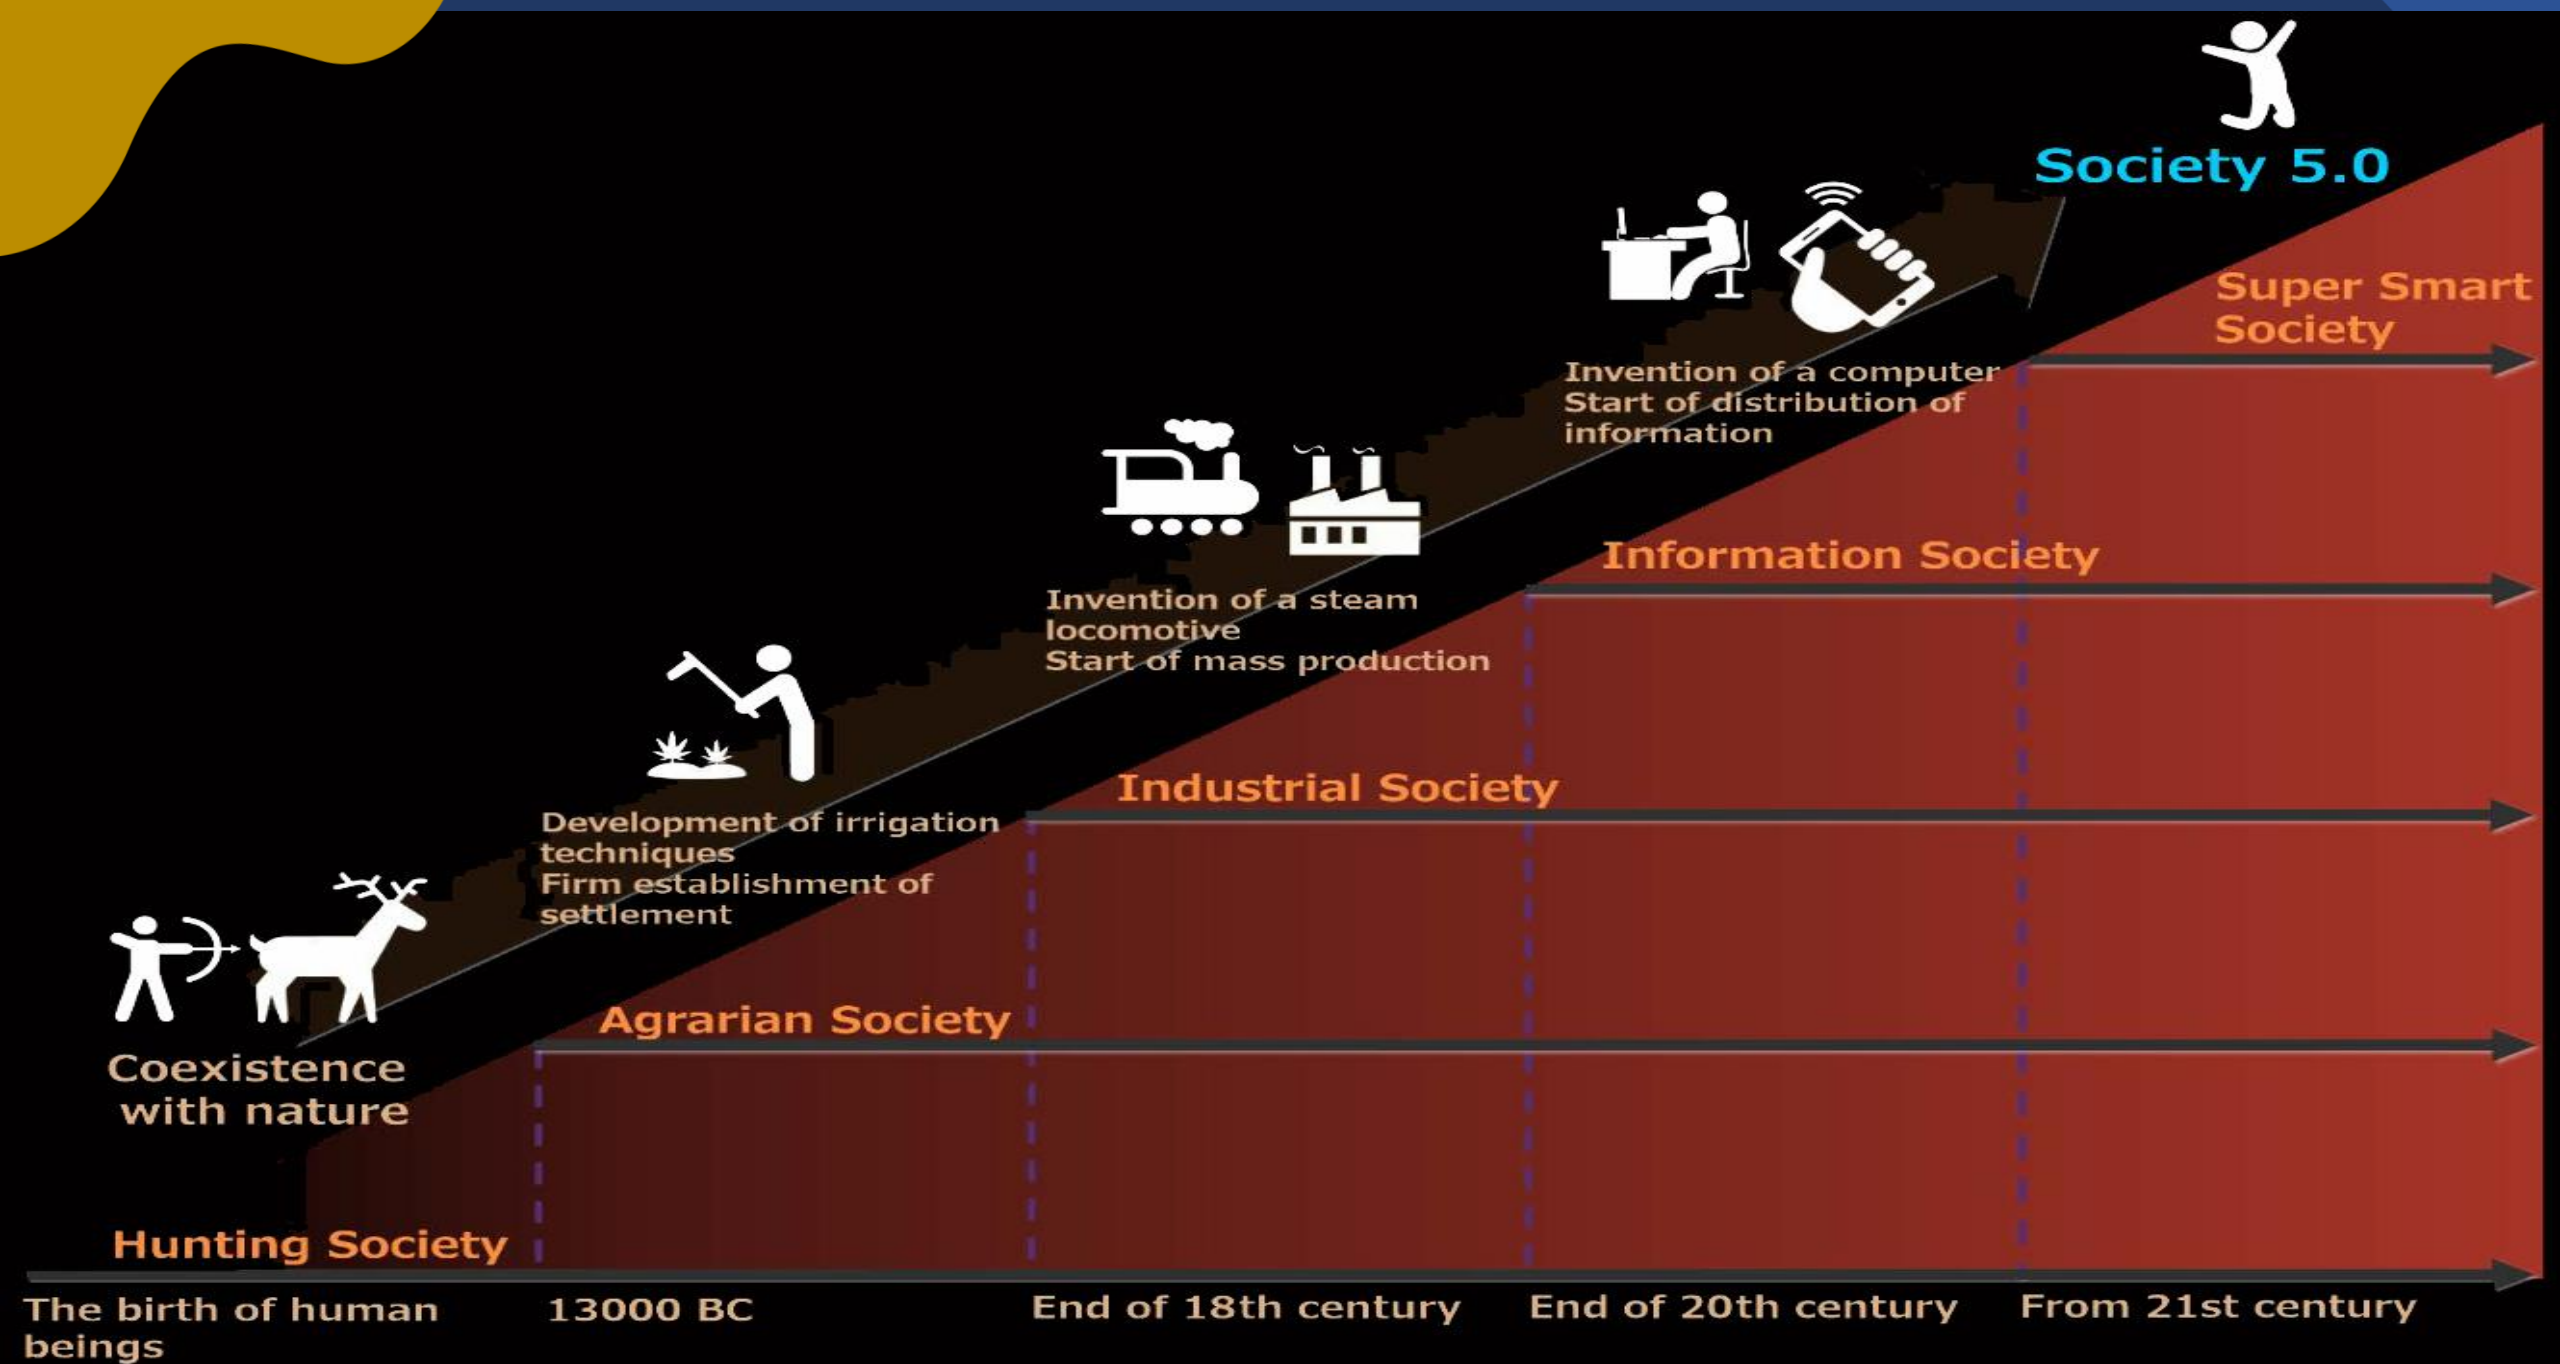 Society 5.0
Super Smart
Society
Invention of a computer
Start of distribution of
information
Information Society
Invention of a steam
locomotive
Start of mass production
Industrial Society
Development of irrigation
techniques
Firm establishment of
settlement
Agrarian Society
Coexistence
with nature
Hunting Society
The birth of human
beings
13000 BC
End of 18th century
End of 20th century
From 21st century